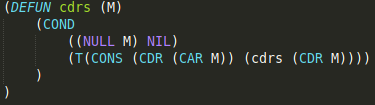 (DEFUN cdrs (M)
    (COND
        ((NULL M) NIL)
        (T(CONS (CDR (CAR M)) (cdrs (CDR M))))
    )
)